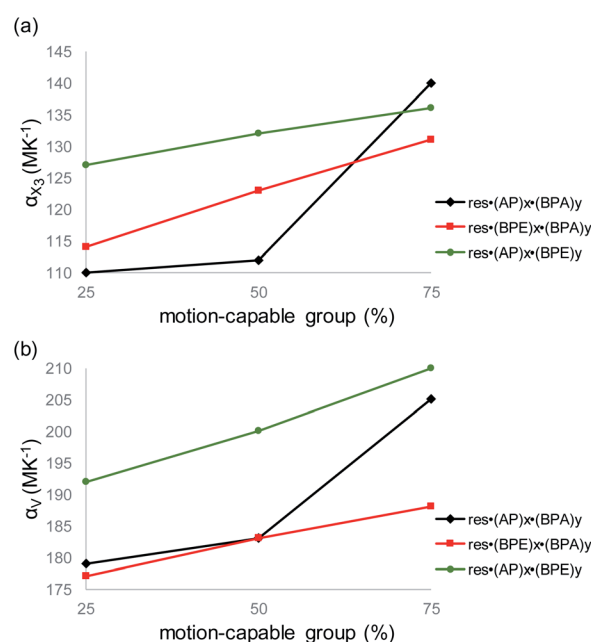 (a)
145
140
135
130
125
120
115
110
αX₃ (MK⁻¹)
25
50
75
motion-capable group (%)
res•(AP)x•(BPA)y
res•(BPE)x•(BPA)y
res•(AP)x•(BPE)y
(b)
210
205
200
195
190
185
180
175
αV (MK⁻¹)
25
50
75
motion-capable group (%)
res•(AP)x•(BPA)y
res•(BPE)x•(BPA)y
res•(AP)x•(BPE)y